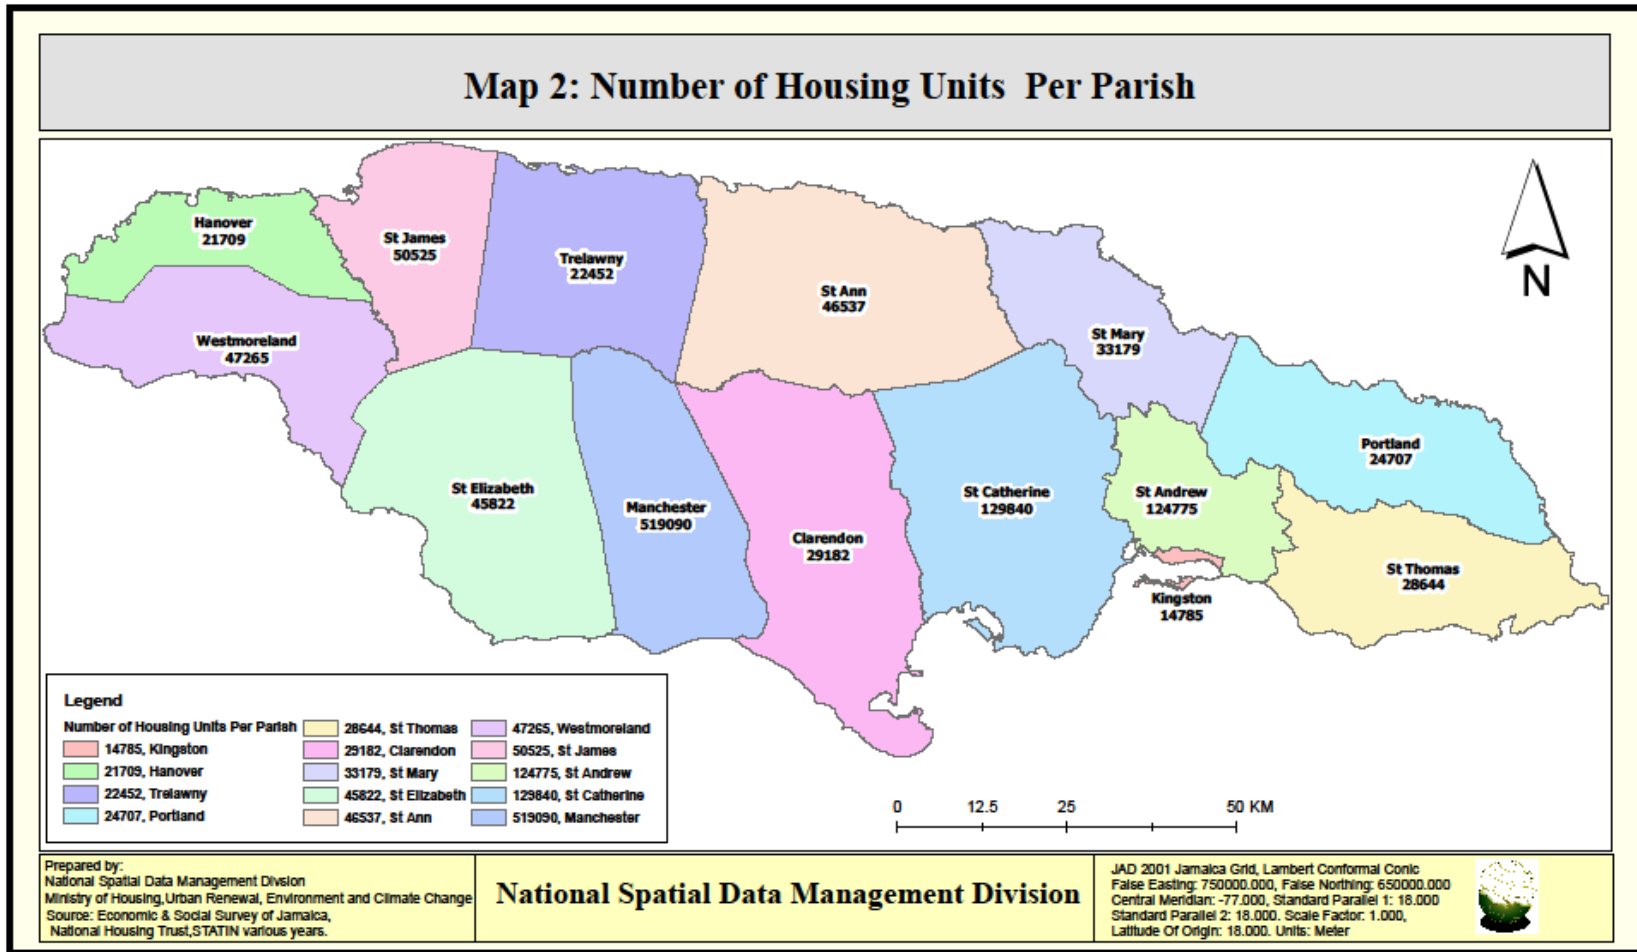 Map 2: Number of Housing Units Per Parish
Hanover
21709
St James
50525
Trelawny
22452
St Ann
46537
St Mary
33179
Westmoreland
47265
Portland
24707
St Elizabeth
45822
Manchester
519090
St Catherine
129840
St Andrew
124775
Clarendon
29182
St Thomas
28644
Kingston
14785
N
Legend
Number of Housing Units Per Parish
14785, Kingston
21709, Hanover
22452, Trelawny
24707, Portland
28644, St Thomas
29182, Clarendon
33179, St Mary
45822, St Elizabeth
46537, St Ann
47265, Westmoreland
50525, St James
124775, St Andrew
129840, St Catherine
519090, Manchester
0 12.5 25 50 KM
Prepared by:
National Spatial Data Management Divsion
Ministry of Housing,Urban Renewal, Environment and Climate Change
Source: Economic & Social Survey of Jamaica,
National Housing Trust,STATIN various years.
National Spatial Data Management Division
JAD 2001 Jamaica Grid, Lambert Conformal Conic
False Easting: 750000.000, False Northing: 650000.000
Central Meridian: -77.000, Standard Parallel 1: 18.000
Standard Parallel 2: 18.000. Scale Factor: 1.000,
Latitude Of Origin: 18.000. Units: Meter